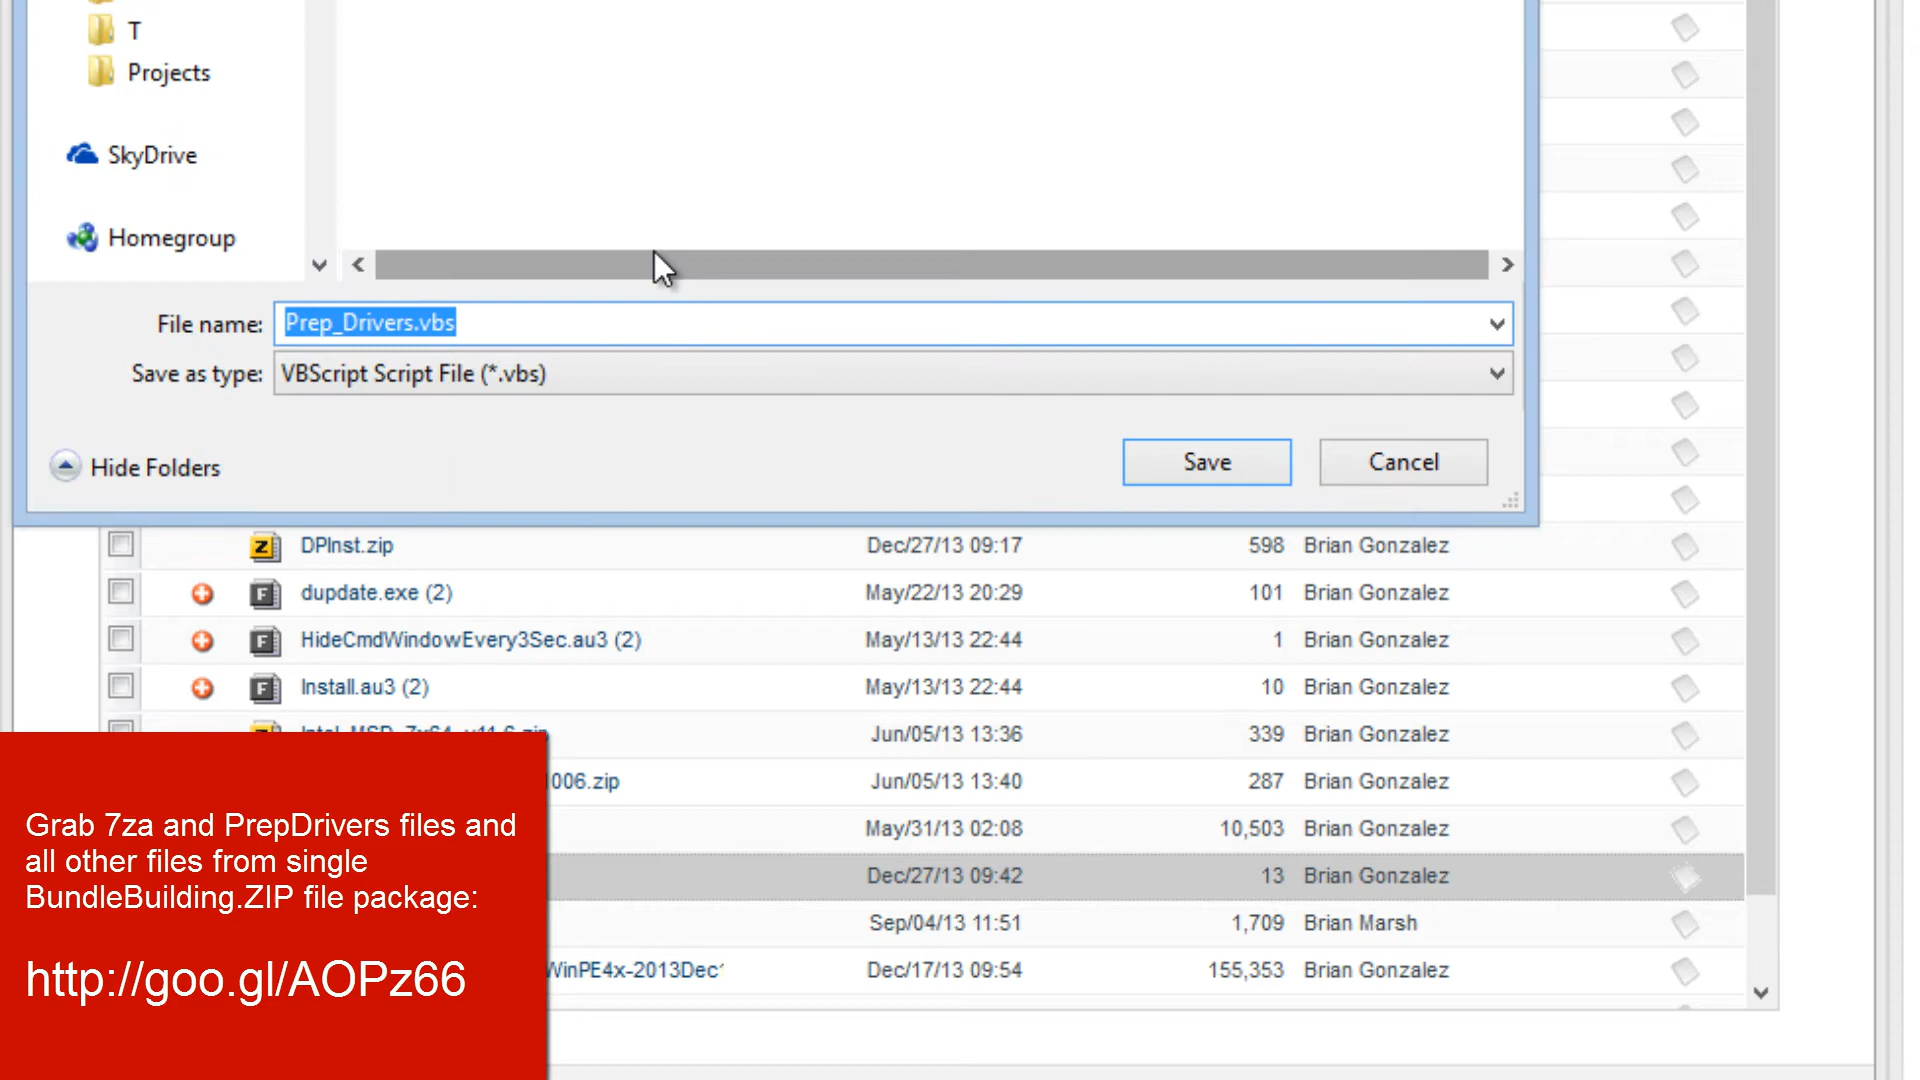 T
Projects
SkyDrive
Homegroup
File name: Prep_Drivers.vbs
Save as type: VBScript Script File (*.vbs)
Hide Folders
Save
Cancel
DPInst.zip Dec/27/13 09:17 598 Brian Gonzalez
dupdate.exe (2) May/22/13 20:29 101 Brian Gonzalez
HideCmdWindowEvery3Sec.au3 (2) May/13/13 22:44 1 Brian Gonzalez
Install.au3 (2) May/13/13 22:44 10 Brian Gonzalez
Jun/05/13 13:36 339 Brian Gonzalez
006.zip Jun/05/13 13:40 287 Brian Gonzalez
May/31/13 02:08 10,503 Brian Gonzalez
Dec/27/13 09:42 13 Brian Gonzalez
Sep/04/13 11:51 1,709 Brian Marsh
WinPE4x-2013Dec Dec/17/13 09:54 155,353 Brian Gonzalez
Grab 7za and PrepDrivers files and
all other files from single
BundleBuilding.ZIP file package:
http://goo.gl/AOPz66